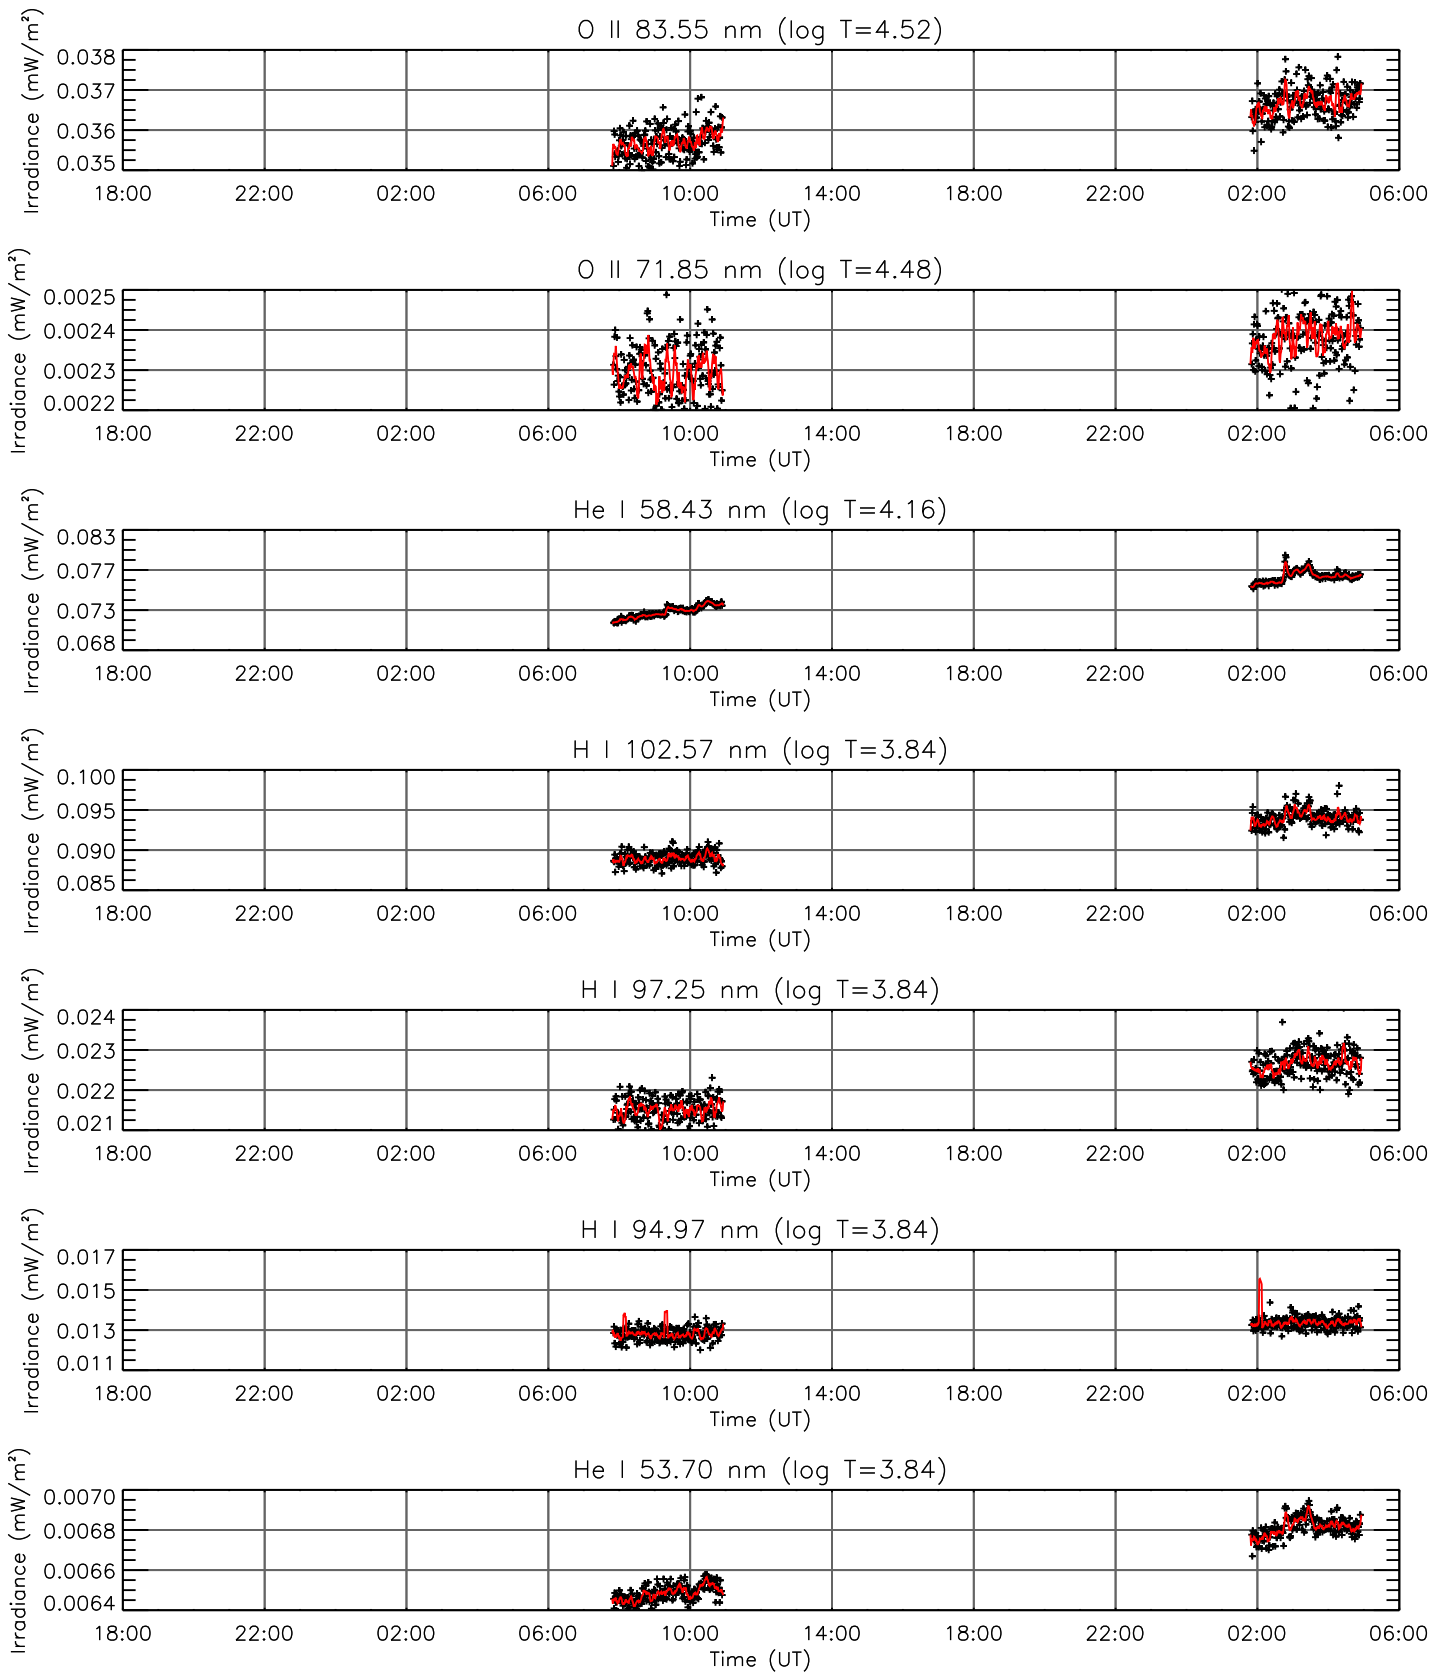 O II 83.55 nm (log T=4.52)
Irradiance (mW/m²)
0.038
0.037
0.036
0.035
18:00 22:00 02:00 06:00 10:00 14:00 18:00 22:00 02:00 06:00
Time (UT)
O II 71.85 nm (log T=4.48)
Irradiance (mW/m²)
0.0025
0.0024
0.0023
0.0022
18:00 22:00 02:00 06:00 10:00 14:00 18:00 22:00 02:00 06:00
Time (UT)
He I 58.43 nm (log T=4.16)
Irradiance (mW/m²)
0.083
0.077
0.073
0.068
18:00 22:00 02:00 06:00 10:00 14:00 18:00 22:00 02:00 06:00
Time (UT)
H I 102.57 nm (log T=3.84)
Irradiance (mW/m²)
0.100
0.095
0.090
0.085
18:00 22:00 02:00 06:00 10:00 14:00 18:00 22:00 02:00 06:00
Time (UT)
H I 97.25 nm (log T=3.84)
Irradiance (mW/m²)
0.024
0.023
0.022
0.021
18:00 22:00 02:00 06:00 10:00 14:00 18:00 22:00 02:00 06:00
Time (UT)
H I 94.97 nm (log T=3.84)
Irradiance (mW/m²)
0.017
0.015
0.013
0.011
18:00 22:00 02:00 06:00 10:00 14:00 18:00 22:00 02:00 06:00
Time (UT)
He I 53.70 nm (log T=3.84)
Irradiance (mW/m²)
0.0070
0.0068
0.0066
0.0064
18:00 22:00 02:00 06:00 10:00 14:00 18:00 22:00 02:00 06:00
Time (UT)